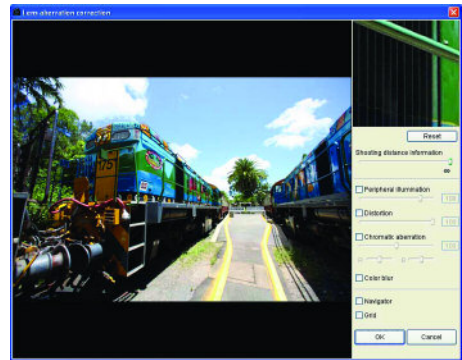 Lens aberration correction
Reset
Shooting distance information
∞
Peripheral illumination
Distortion
Chromatic aberration
Color blur
Navigator
Grid
OK
Cancel